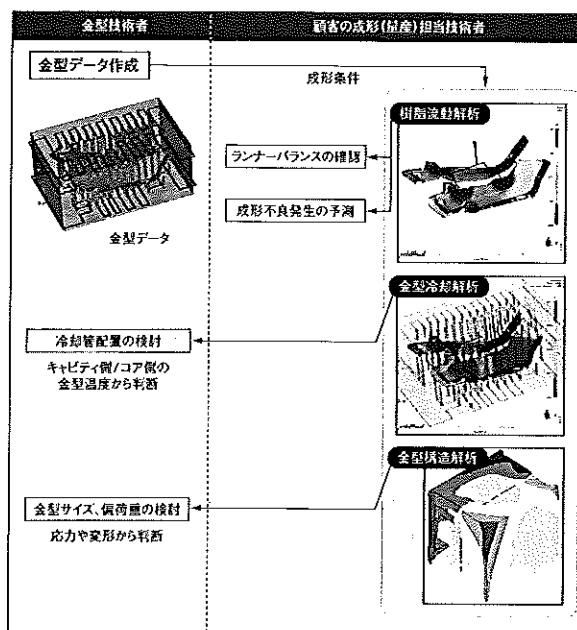 金型技術者
顧客の成形(量産)担当技術者
金型データ作成
成形条件
樹脂流動解析
ランナーバランスの確認
成形不良発生の予測
金型データ
金型冷却解析
冷却管配置の検討
キャビティ側/コア側の
金型温度から判断
金型構造解析
金型サイズ、偏荷重の検討
応力や変形から判断